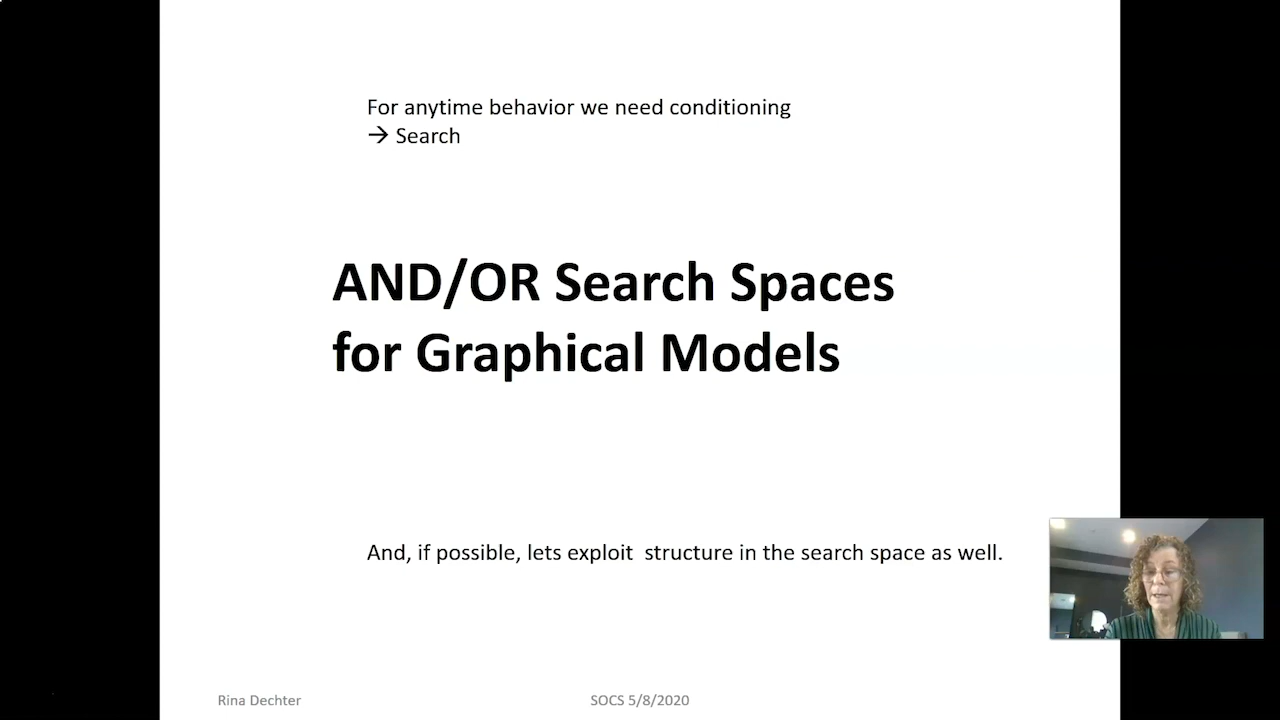 For anytime behavior we need conditioning
→ Search
AND/OR Search Spaces
for Graphical Models
And, if possible, lets exploit structure in the search space as well.
Rina Dechter
SOCS 5/8/2020